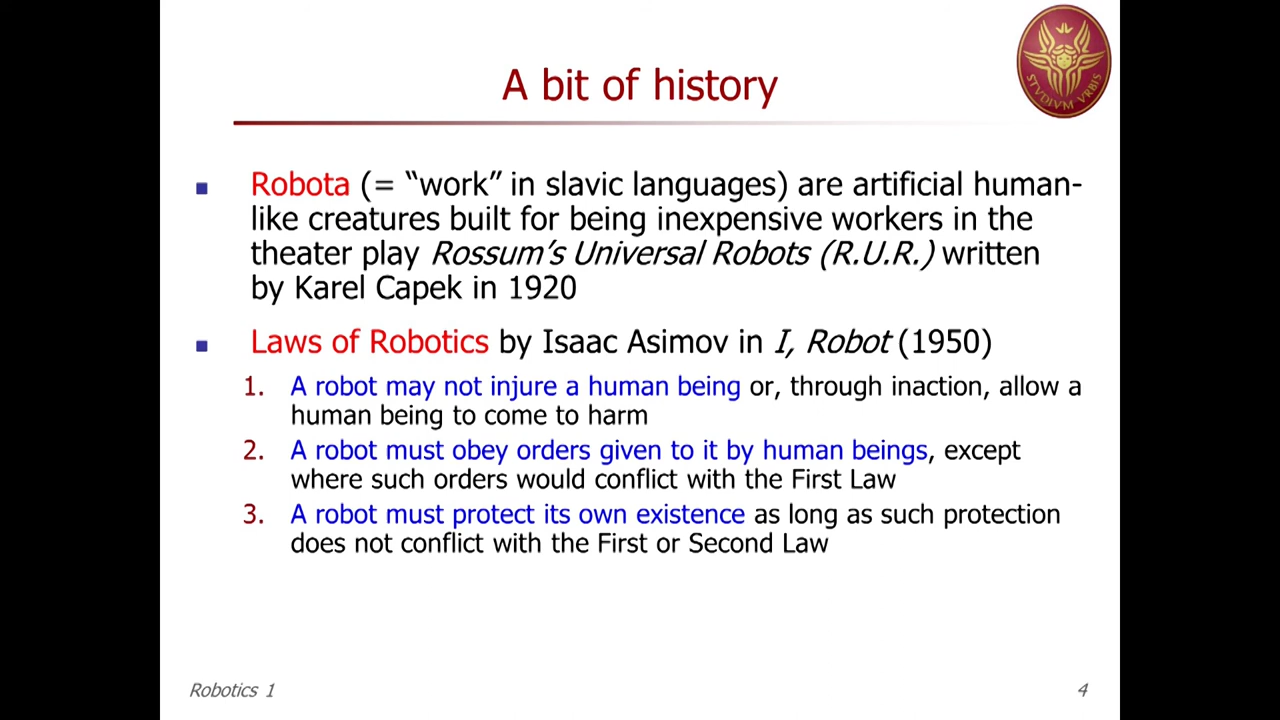 A bit of history
STVDIVM VRBIS
Robota (= “work” in slavic languages) are artificial human-
like creatures built for being inexpensive workers in the
theater play Rossum’s Universal Robots (R.U.R.) written
by Karel Capek in 1920
Laws of Robotics by Isaac Asimov in I, Robot (1950)
1. A robot may not injure a human being or, through inaction, allow a
human being to come to harm
2. A robot must obey orders given to it by human beings, except
where such orders would conflict with the First Law
3. A robot must protect its own existence as long as such protection
does not conflict with the First or Second Law
Robotics 1
4